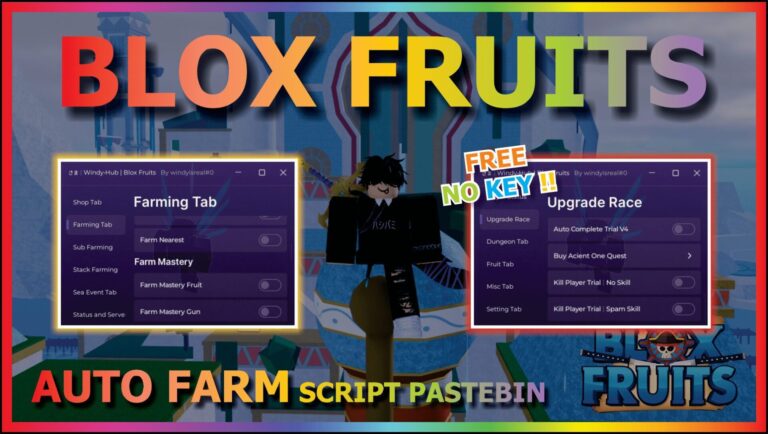 BLOX FRUITS
Windy-Hub | Blox Fruits By windyisreal#0
Shop Tab
Farming Tab
Sub Farming
Stack Farming
Sea Event Tab
Status and Serve
Farming Tab
Farm Nearest
Farm Mastery
Farm Mastery Fruit
Farm Mastery Gun
FREE
NO KEY !!
Fruits By windyisreal#0
Upgrade Race
Dungeon Tab
Fruit Tab
Misc Tab
Setting Tab
Upgrade Race
Auto Complete Trial V4
Buy Acient One Quest
Kill Player Trial | No Skill
Kill Player Trial | Spam Skill
AUTO FARM SCRIPT PASTEBIN
BLOX
FRUITS